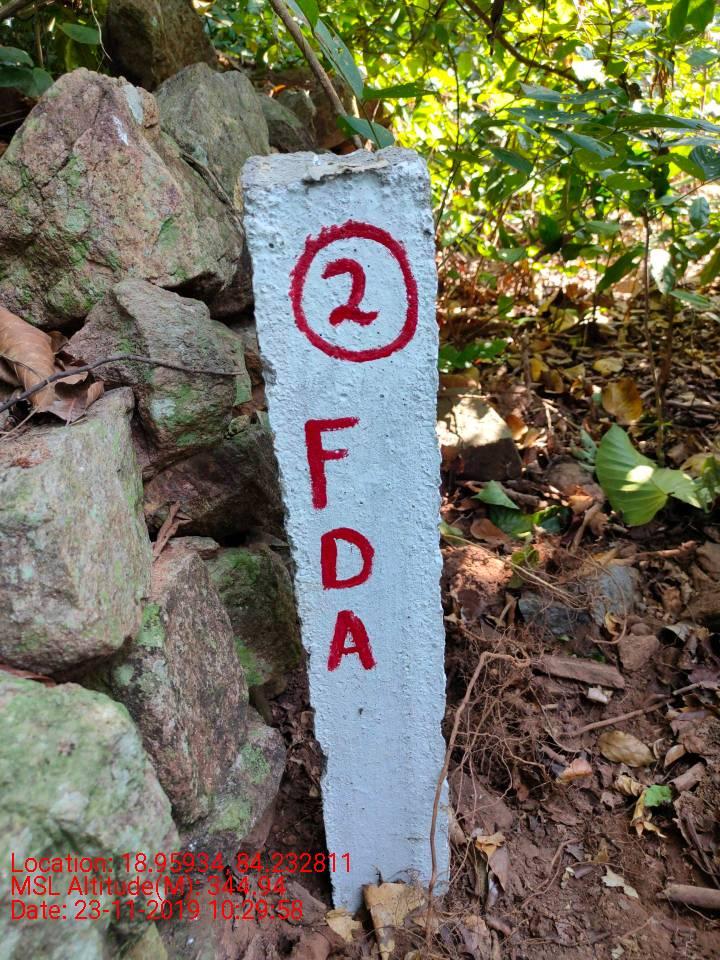 2
F
D
A
Location: 18.95934, 84.232811
MSL Altitude(M): 344.94
Date: 23-11-2019 10:29:58